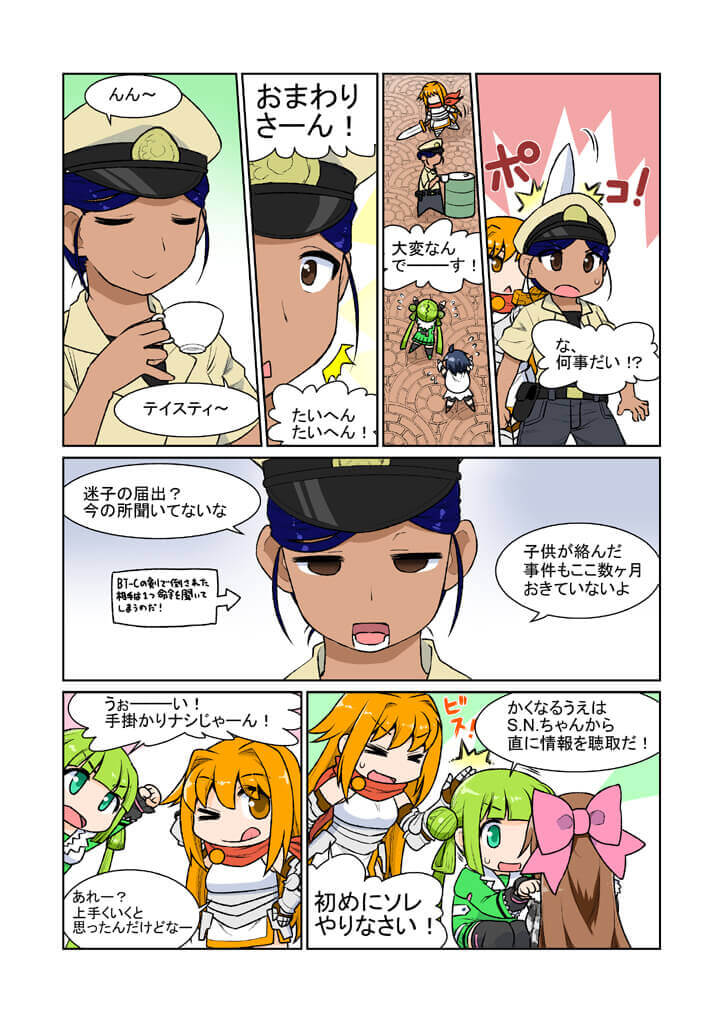 んん～
テイスティ～
おまわり
さーん！
たいへん
たいへん！
大変なん
でーーーす！
ポコ！
な、
何事だい!?
迷子の届出？
今の所聞いてないな
BT-Cの剣で倒された
相手は1つ命令を聞いて
しまうのだ！
子供が絡んだ
事件もここ数ヶ月
おきていないよ
うぉーーーい！
手掛かりナシじゃーん！
あれー？
上手くいくと
思ったんだけどなー
ビス！
かくなるうえは
S.N.ちゃんから
直に情報を聴取だ！
初めにソレ
やりなさい！